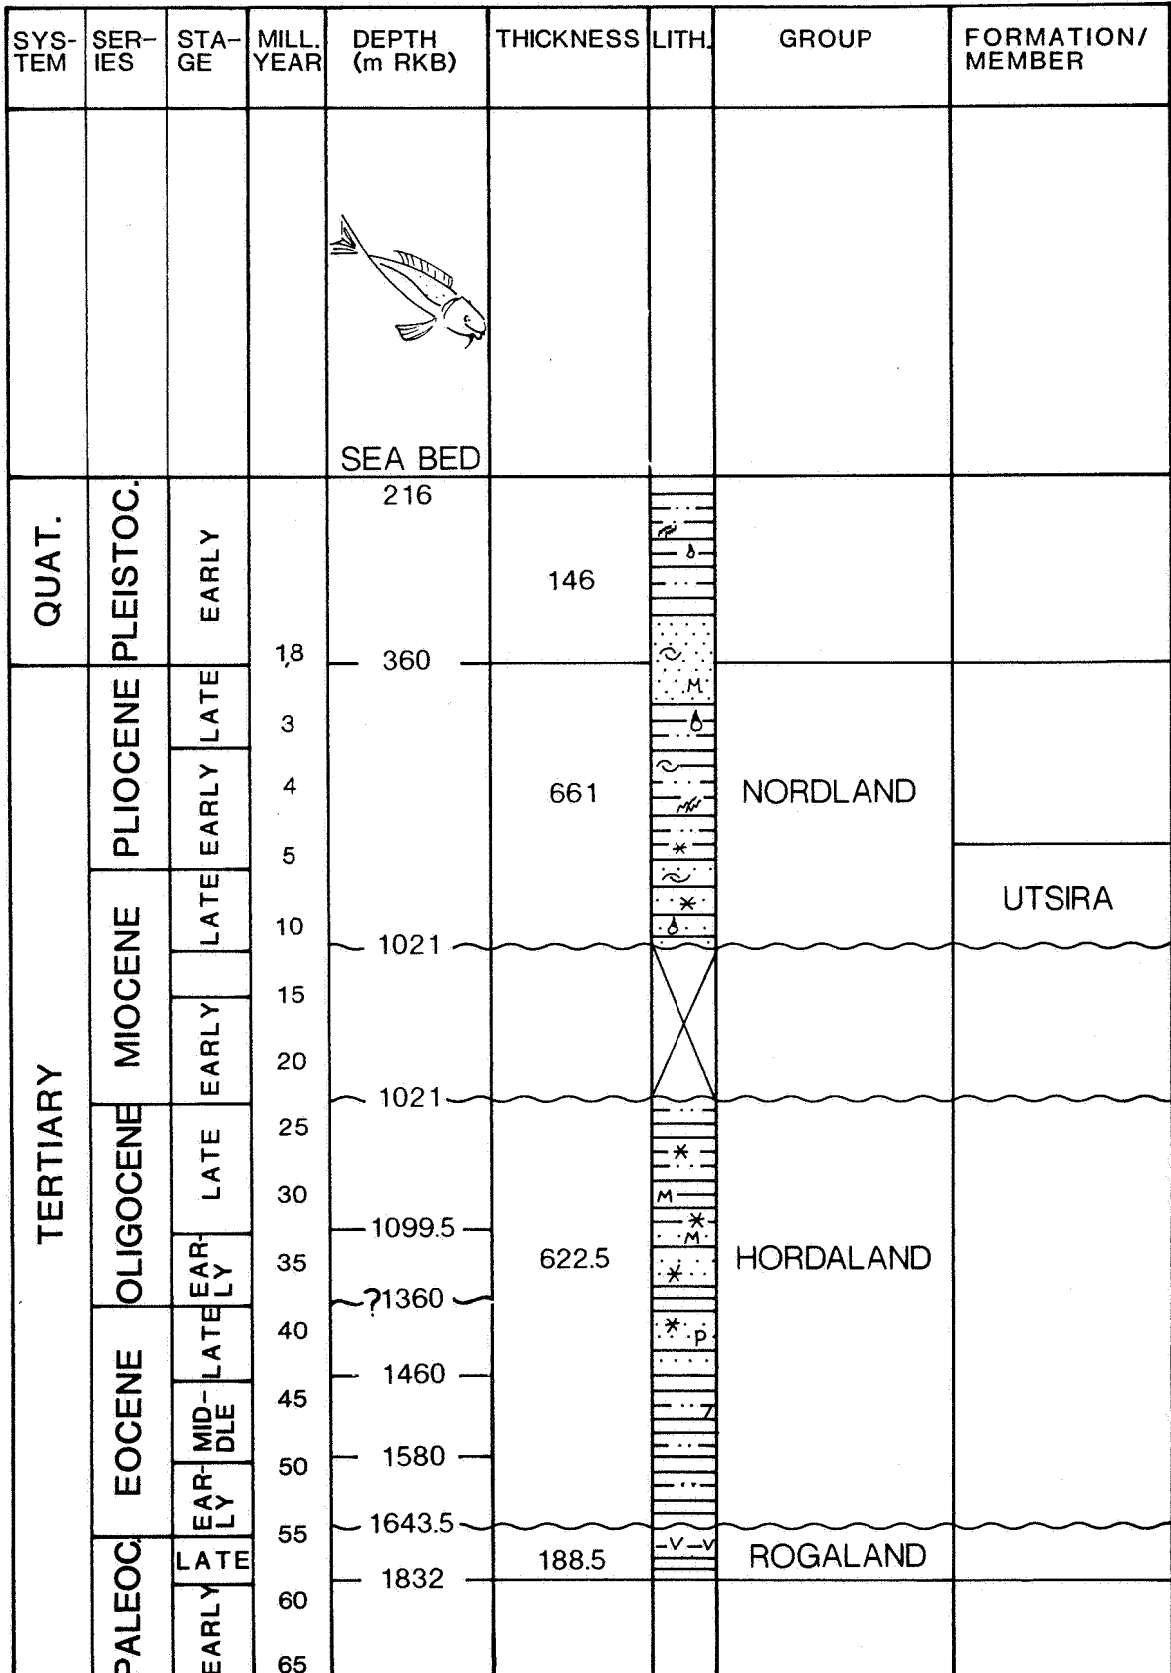 SYS-
TEM
SER-
IES
STA-
GE
MILL.
YEAR
DEPTH
(m RKB)
THICKNESS
LITH.
GROUP
FORMATION/
MEMBER
SEA BED
216
QUAT.
PLEISTOC.
EARLY
146
1,8
360
TERTIARY
PLIOCENE
LATE
M
3
EARLY
4
661
NORDLAND
5
MIOCENE
LATE
UTSIRA
10
1021
15
EARLY
20
1021
OLIGOCENE
LATE
25
30
M
1099.5
M
EAR-
LY
35
622.5
HORDALAND
?1360
EOCENE
LATE
40
P
1460
MID-
DLE
45
1580
EAR-
LY
50
1643.5
55
PALEOC.
LATE
V V
188.5
ROGALAND
1832
EARLY
60
65